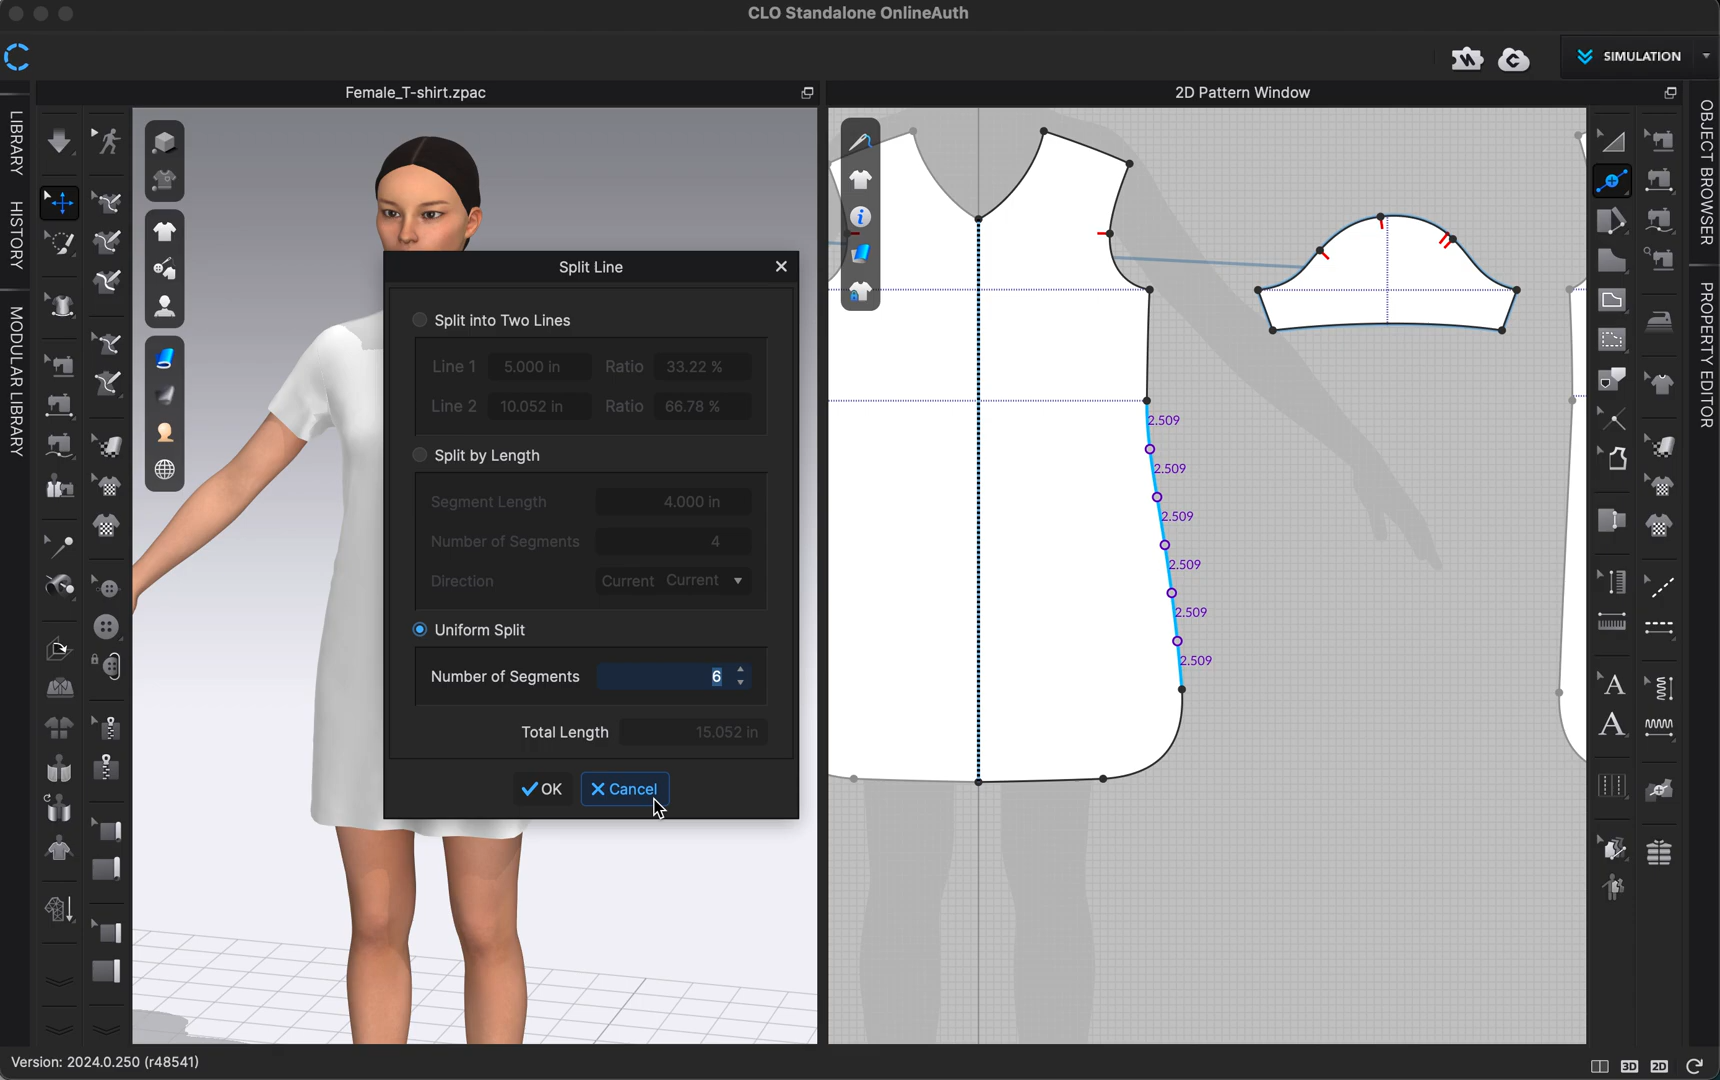 CLO Standalone OnlineAuth
SIMULATION
Female_T-shirt.zpac
2D Pattern Window
LIBRARY
HISTORY
MODULAR LIBRARY
OBJECT BROWSER
PROPERTY EDITOR
Split Line
Split into Two Lines
Line 1 5.000 in Ratio 33.22 %
Line 2 10.052 in Ratio 66.78 %
Split by Length
Segment Length 4.000 in
Number of Segments 4
Direction Current Current
Uniform Split
Number of Segments 6
Total Length 15.052 in
OK Cancel
2.509
2.509
2.509
2.509
2.509
2.509
A
A
Version: 2024.0.250 (r48541)
3D 2D